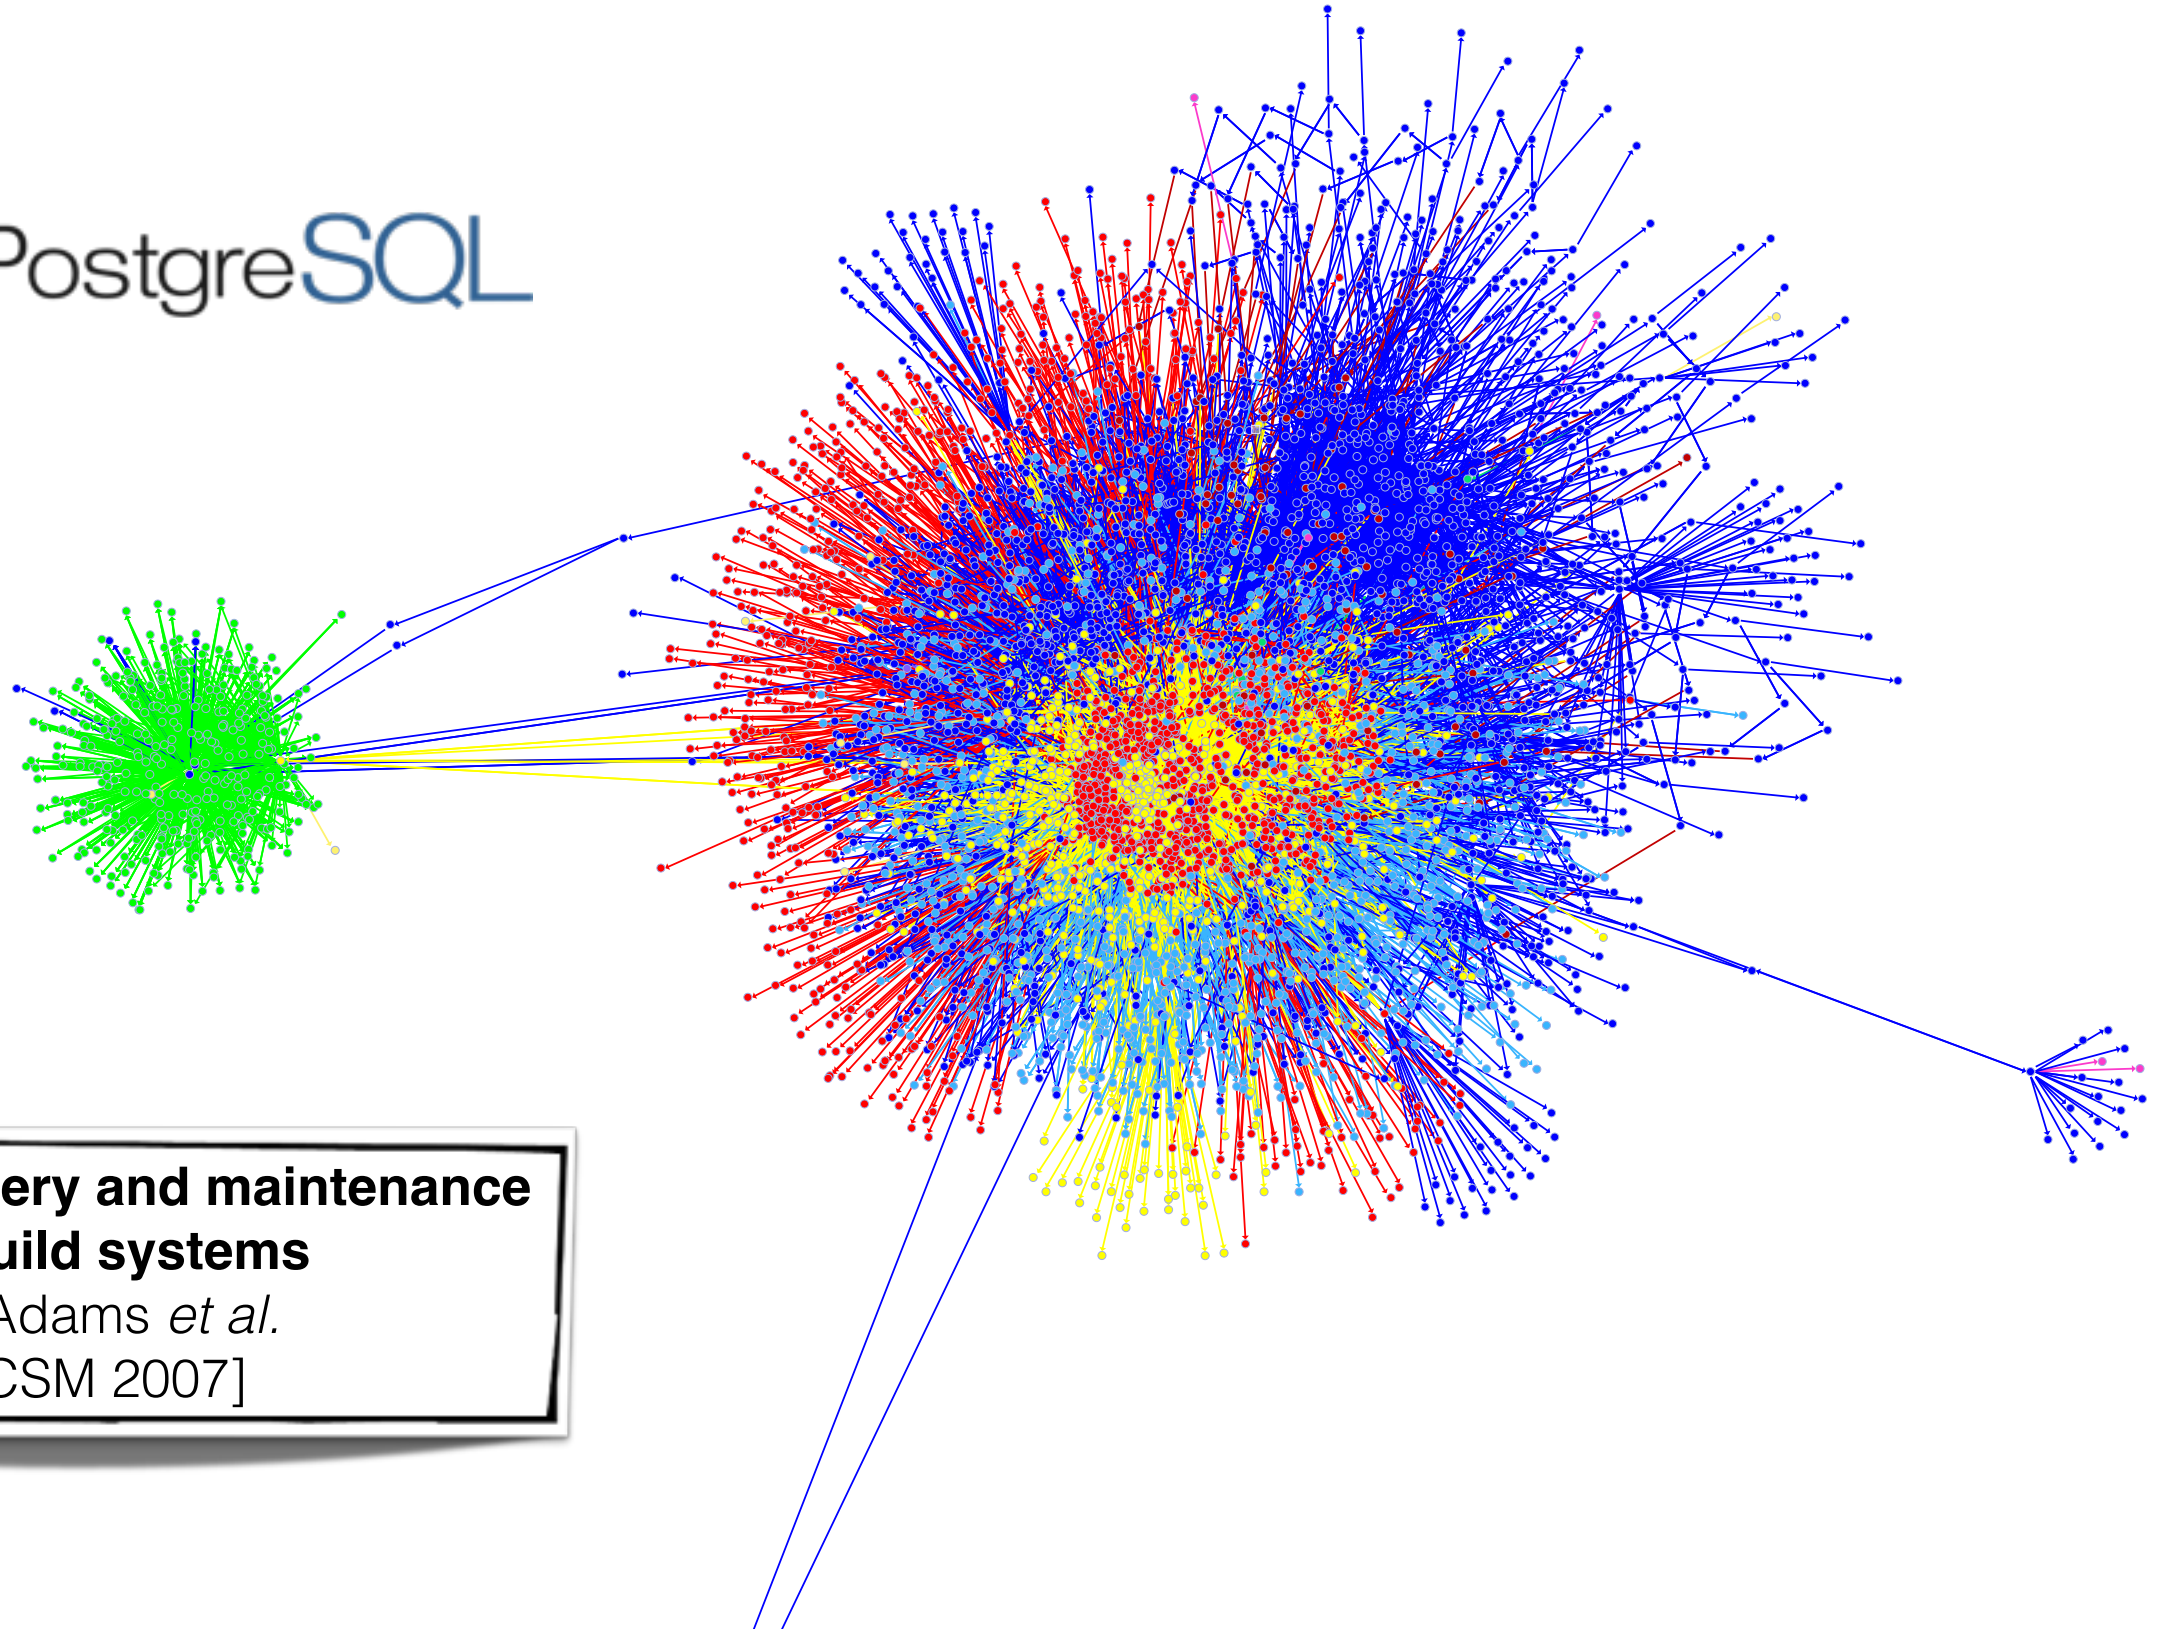 PostgreSQL
ery and maintenance
uild systems
Adams et al.
CSM 2007]